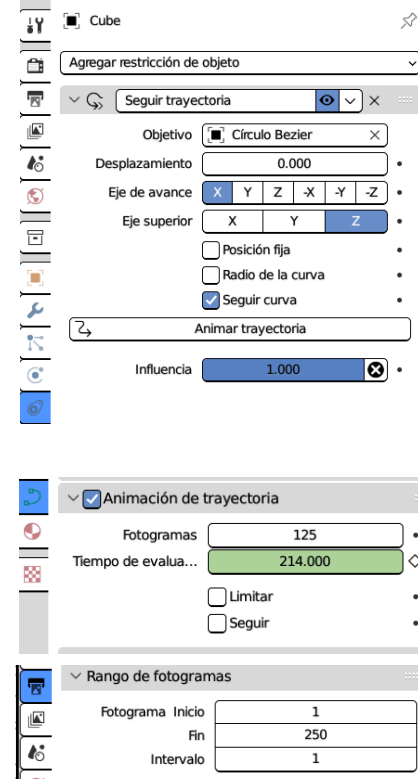 Cube
Agregar restricción de objeto
Seguir trayectoria
Objetivo Círculo Bezier
Desplazamiento 0.000
Eje de avance X Y Z -X -Y -Z
Eje superior X Y Z
Posición fija
Radio de la curva
Seguir curva
Animar trayectoria
Influencia 1.000
Animación de trayectoria
Fotogramas 125
Tiempo de evalua... 214.000
Limitar
Seguir
Rango de fotogramas
Fotograma Inicio 1
Fin 250
Intervalo 1